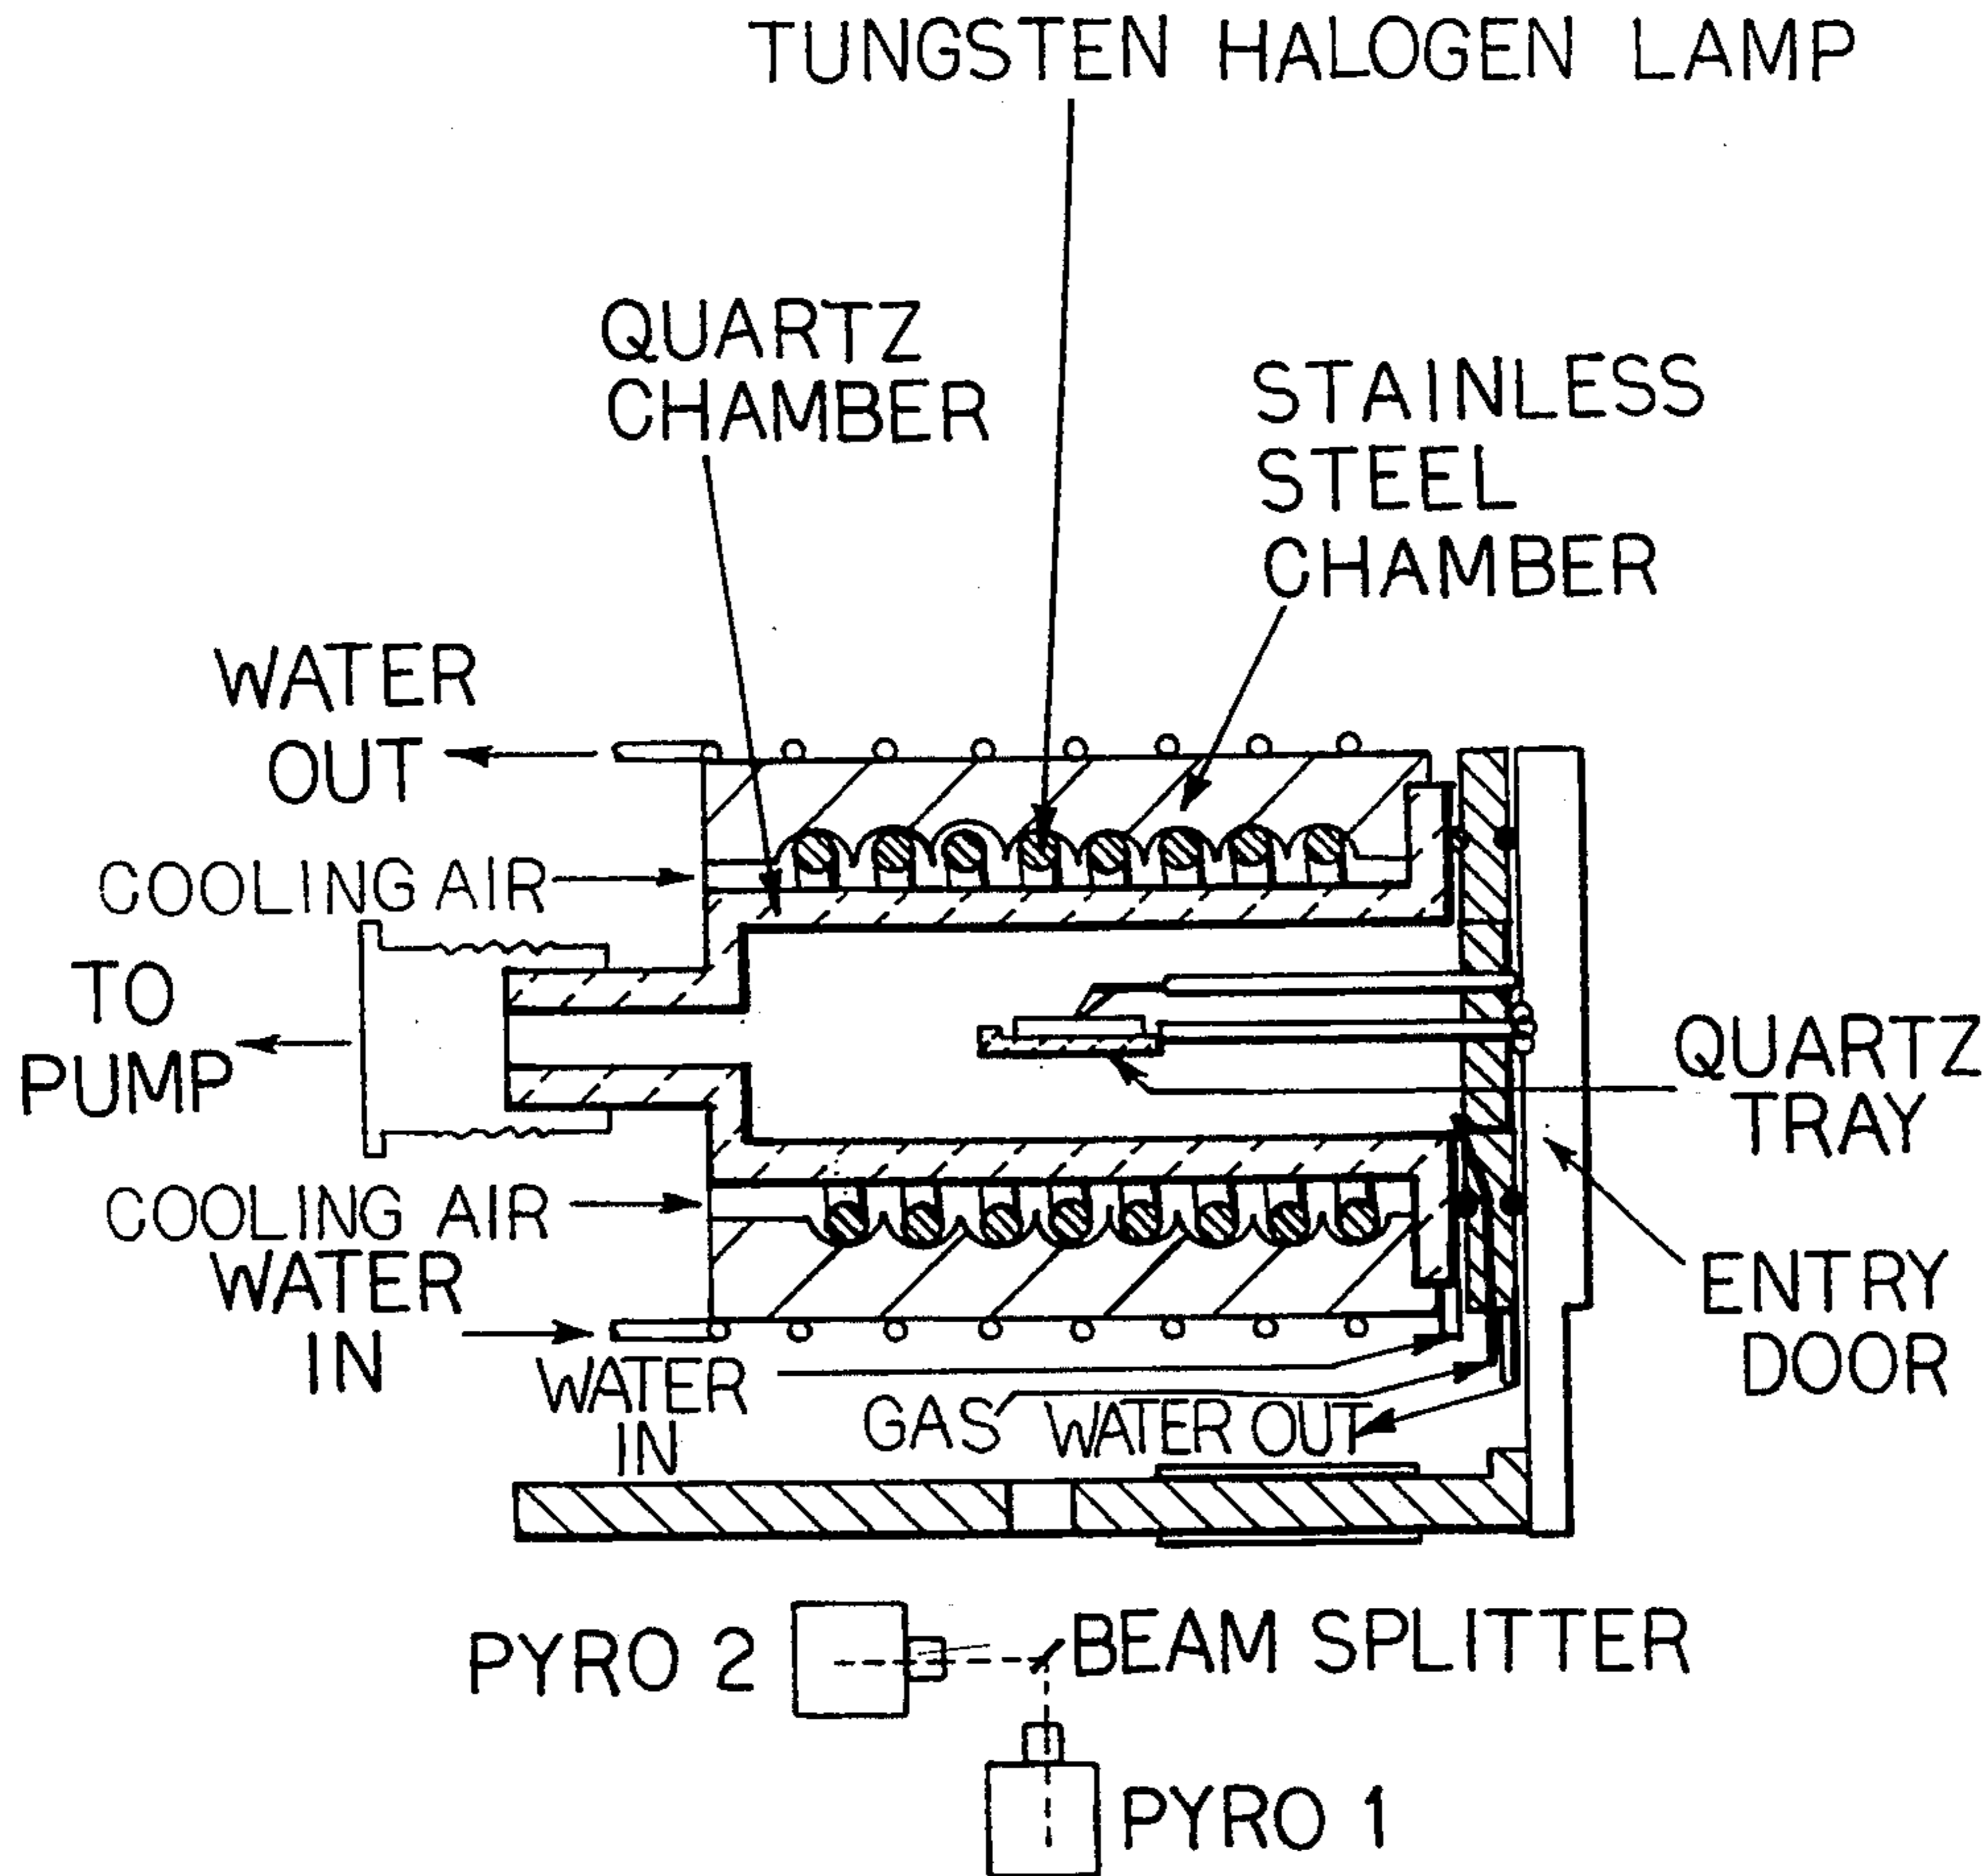 TUNGSTEN HALOGEN LAMP
QUARTZ
CHAMBER
STAINLESS
STEEL
CHAMBER
WATER
OUT
COOLING AIR
TO
PUMP
QUARTZ
TRAY
COOLING AIR
WATER
IN
ENTRY
DOOR
WATER
IN
GAS
WATER OUT
PYRO 2
BEAM SPLITTER
PYRO 1